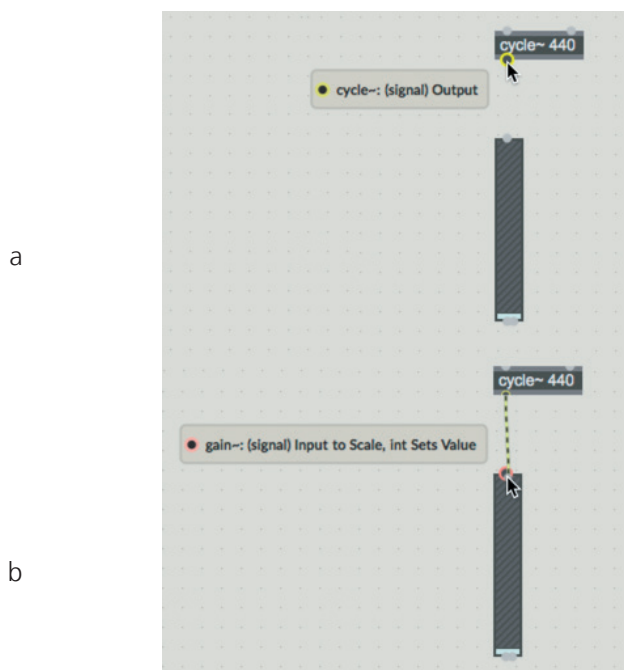 cycle~ 440
cycle~: (signal) Output
a
cycle~ 440
gain~: (signal) Input to Scale, int Sets Value
b